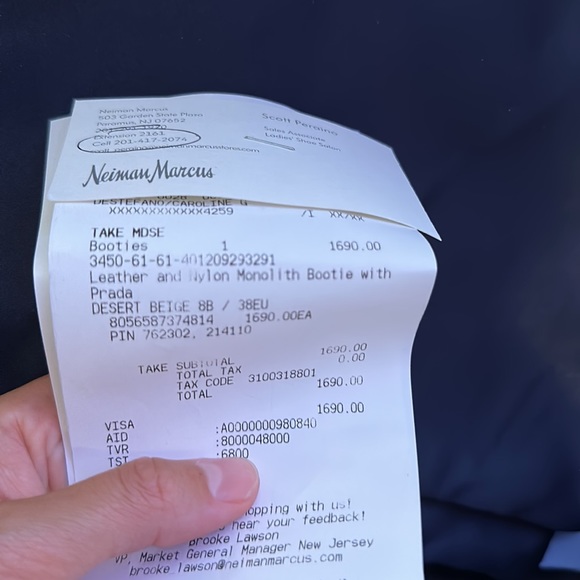 Neiman Marcus
503 Garden State Plaza
Paramus, NJ 07652
Extension 2161
Cell 201-417-2074
Scott
Sales Associate
Ladies' Shoe Salon
Neiman Marcus
DESTEFANO/CAROLINE G
XXXXXXXXXXXX4259 /I XX/XX
TAKE MDSE
Booties 1 1690.00
3450-61-61-401209293291
Leather and Nylon Monolith Bootie with
Prada
DESERT BEIGE 8B / 38EU
8056587374814 1690.00EA
PIN 762302, 214110
TAKE SUBTOTAL 1690.00
TOTAL TAX 0.00
TAX CODE 3100318801
TOTAL 1690.00
VISA 1690.00
AID :A0000000980840
TVR :8000048000
TSI :6800
opping with us!
hear your feedback!
Brooke Lawson
VP, Market General Manager New Jersey
brooke_lawson@neimanmarcus.com